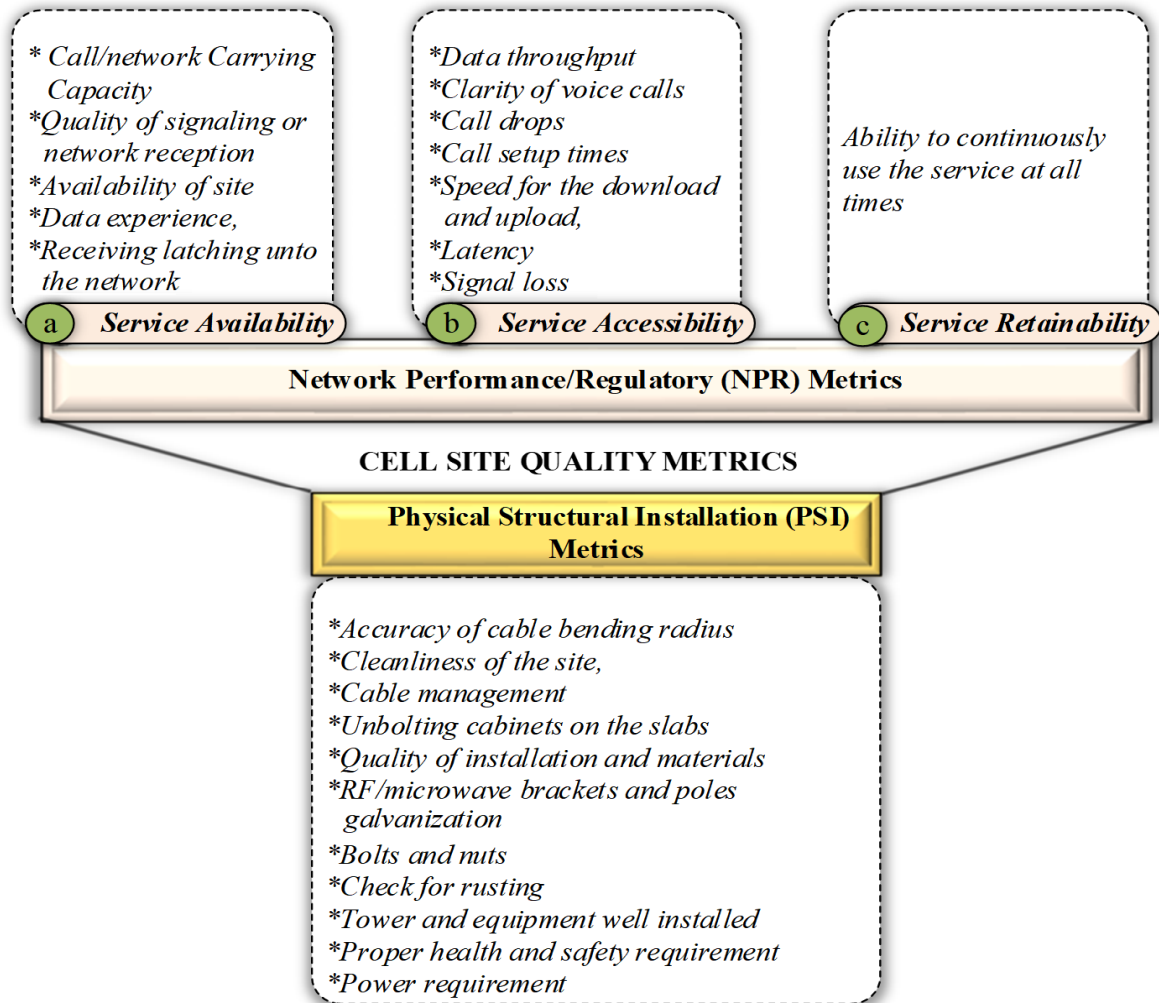 * Call/network Carrying
Capacity
*Quality of signaling or
network reception
*Availability of site
*Data experience,
*Receiving latching unto
the network
a Service Availability
*Data throughput
*Clarity of voice calls
*Call drops
*Call setup times
*Speed for the download
and upload,
*Latency
*Signal loss
b Service Accessibility
Ability to continuously
use the service at all
times
c Service Retainability
Network Performance/Regulatory (NPR) Metrics
CELL SITE QUALITY METRICS
Physical Structural Installation (PSI)
Metrics
*Accuracy of cable bending radius
*Cleanliness of the site,
*Cable management
*Unbolting cabinets on the slabs
*Quality of installation and materials
*RF/microwave brackets and poles
galvanization
*Bolts and nuts
*Check for rusting
*Tower and equipment well installed
*Proper health and safety requirement
*Power requirement